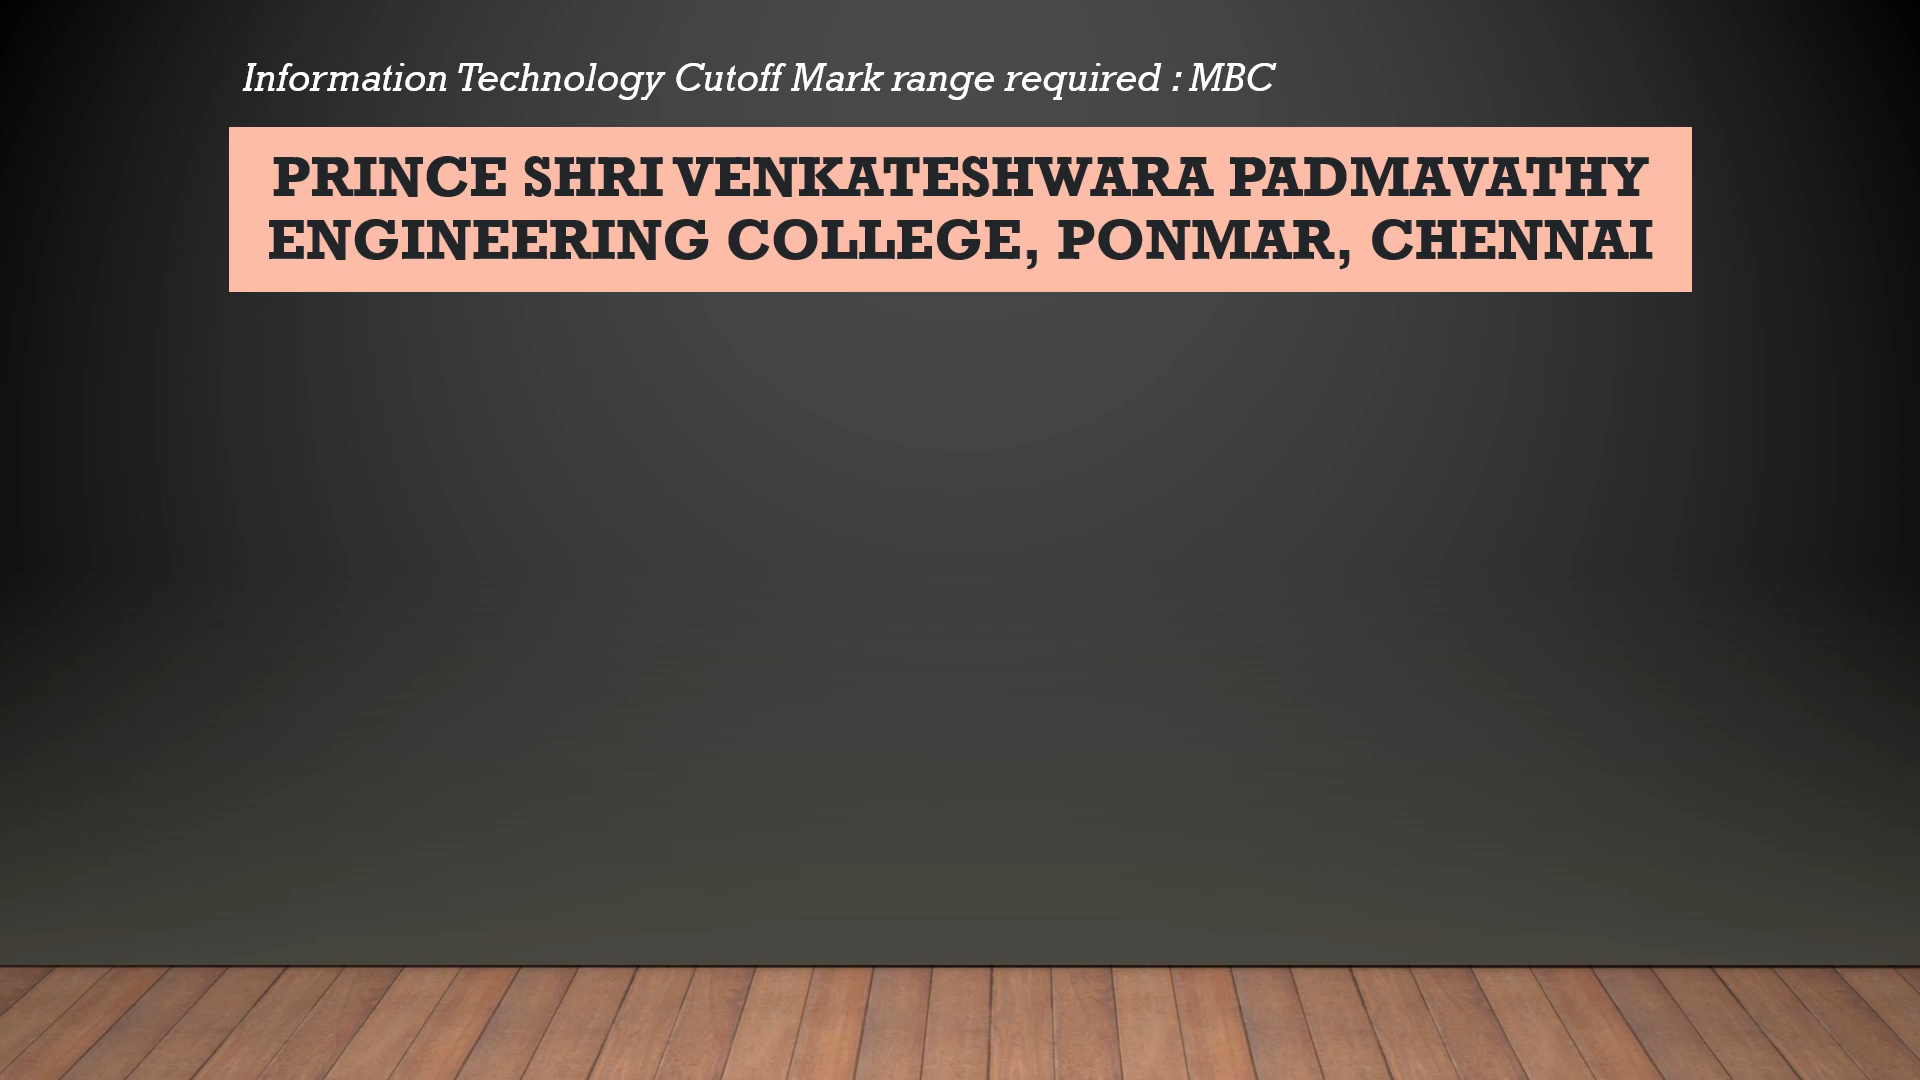 Information Technology Cutoff Mark range required : MBC
PRINCE SHRI VENKATESHWARA PADMAVATHY
ENGINEERING COLLEGE, PONMAR, CHENNAI